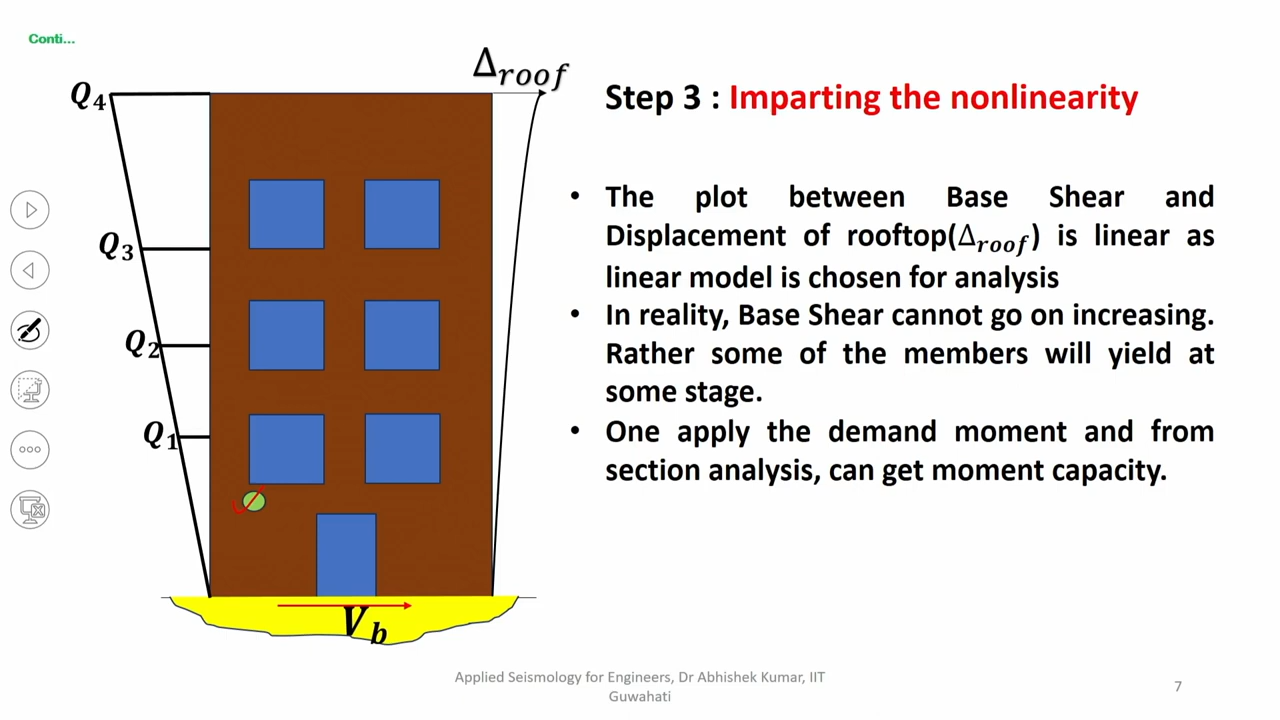 Conti...
Δroof
Q4
Q3
Q2
Q1
Vb
Step 3 : Imparting the nonlinearity
• The plot between Base Shear and
Displacement of rooftop(Δroof) is linear as
linear model is chosen for analysis
• In reality, Base Shear cannot go on increasing.
Rather some of the members will yield at
some stage.
• One apply the demand moment and from
section analysis, can get moment capacity.
Applied Seismology for Engineers, Dr Abhishek Kumar, IIT
Guwahati
7